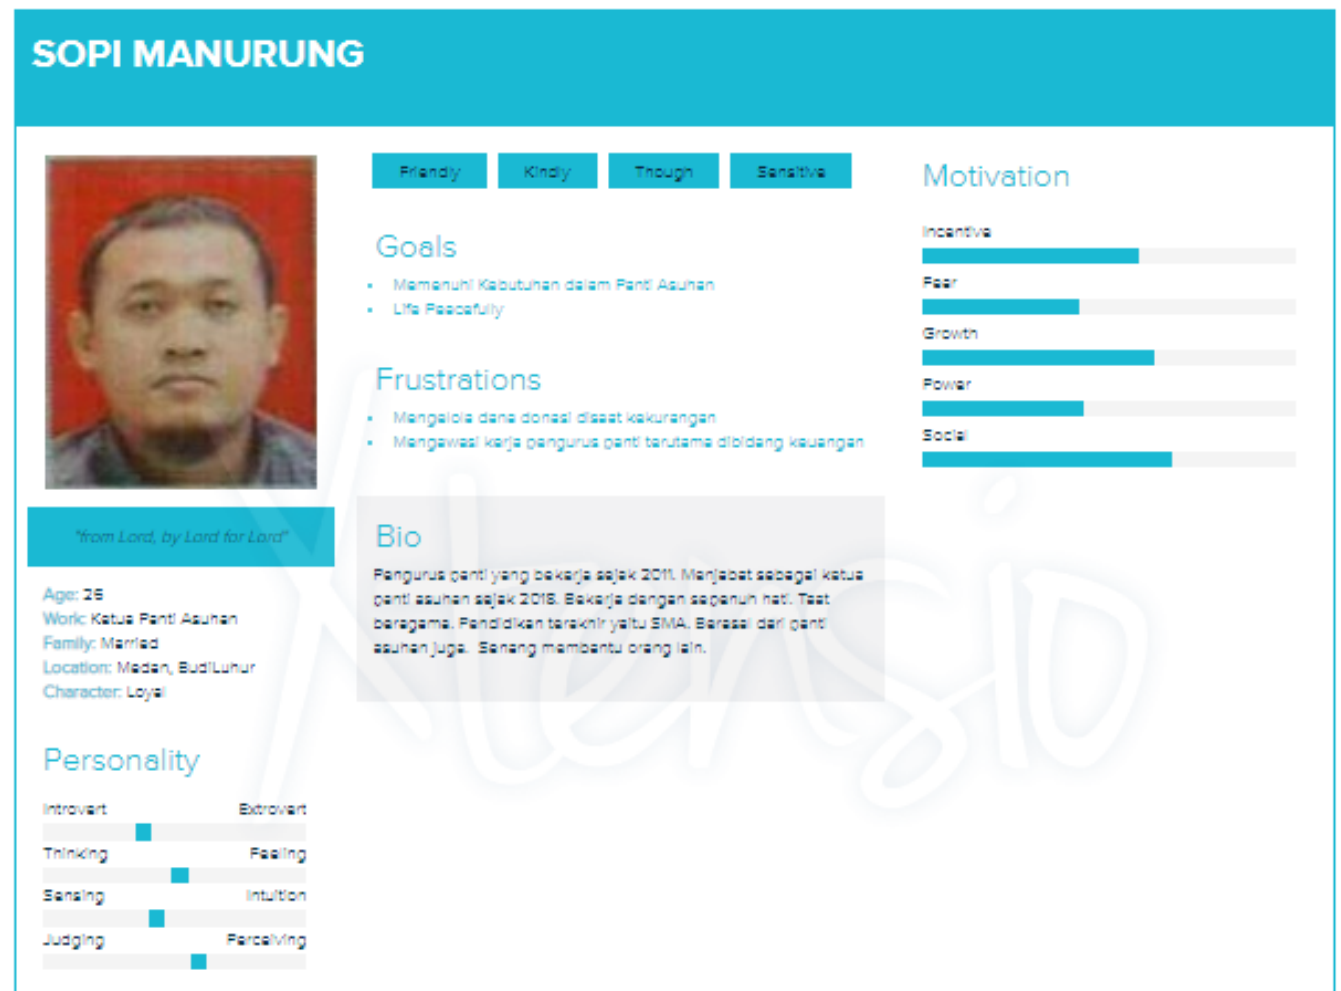 SOPI MANURUNG
Friendly
Kindly
Though
Sensitive
Goals
Memenuhi Kebutuhan dalam Panti Asuhan
Life Peacefully
Frustrations
Mengelola dana donasi disaat kekurangan
Mengawasi kerja pengurus panti terutama dibidang keuangan
Bio
Pengurus panti yang bekerja sejak 2011. Menjabat sebagai ketua
panti asuhan sejak 2018. Bekerja dengan sepenuh hati. Taat
beragama. Pendidikan terakhir yaitu SMA. Berasal dari panti
asuhan juga. Senang membantu orang lain.
Motivation
Incentive
Fear
Growth
Power
Social
"from Lord, by Lord for Lord"
Age: 26
Work: Ketua Panti Asuhan
Family: Married
Location: Medan, BudiLuhur
Character: Loyal
Personality
Introvert Extrovert
Thinking Feeling
Sensing Intuition
Judging Perceiving
Xtensio